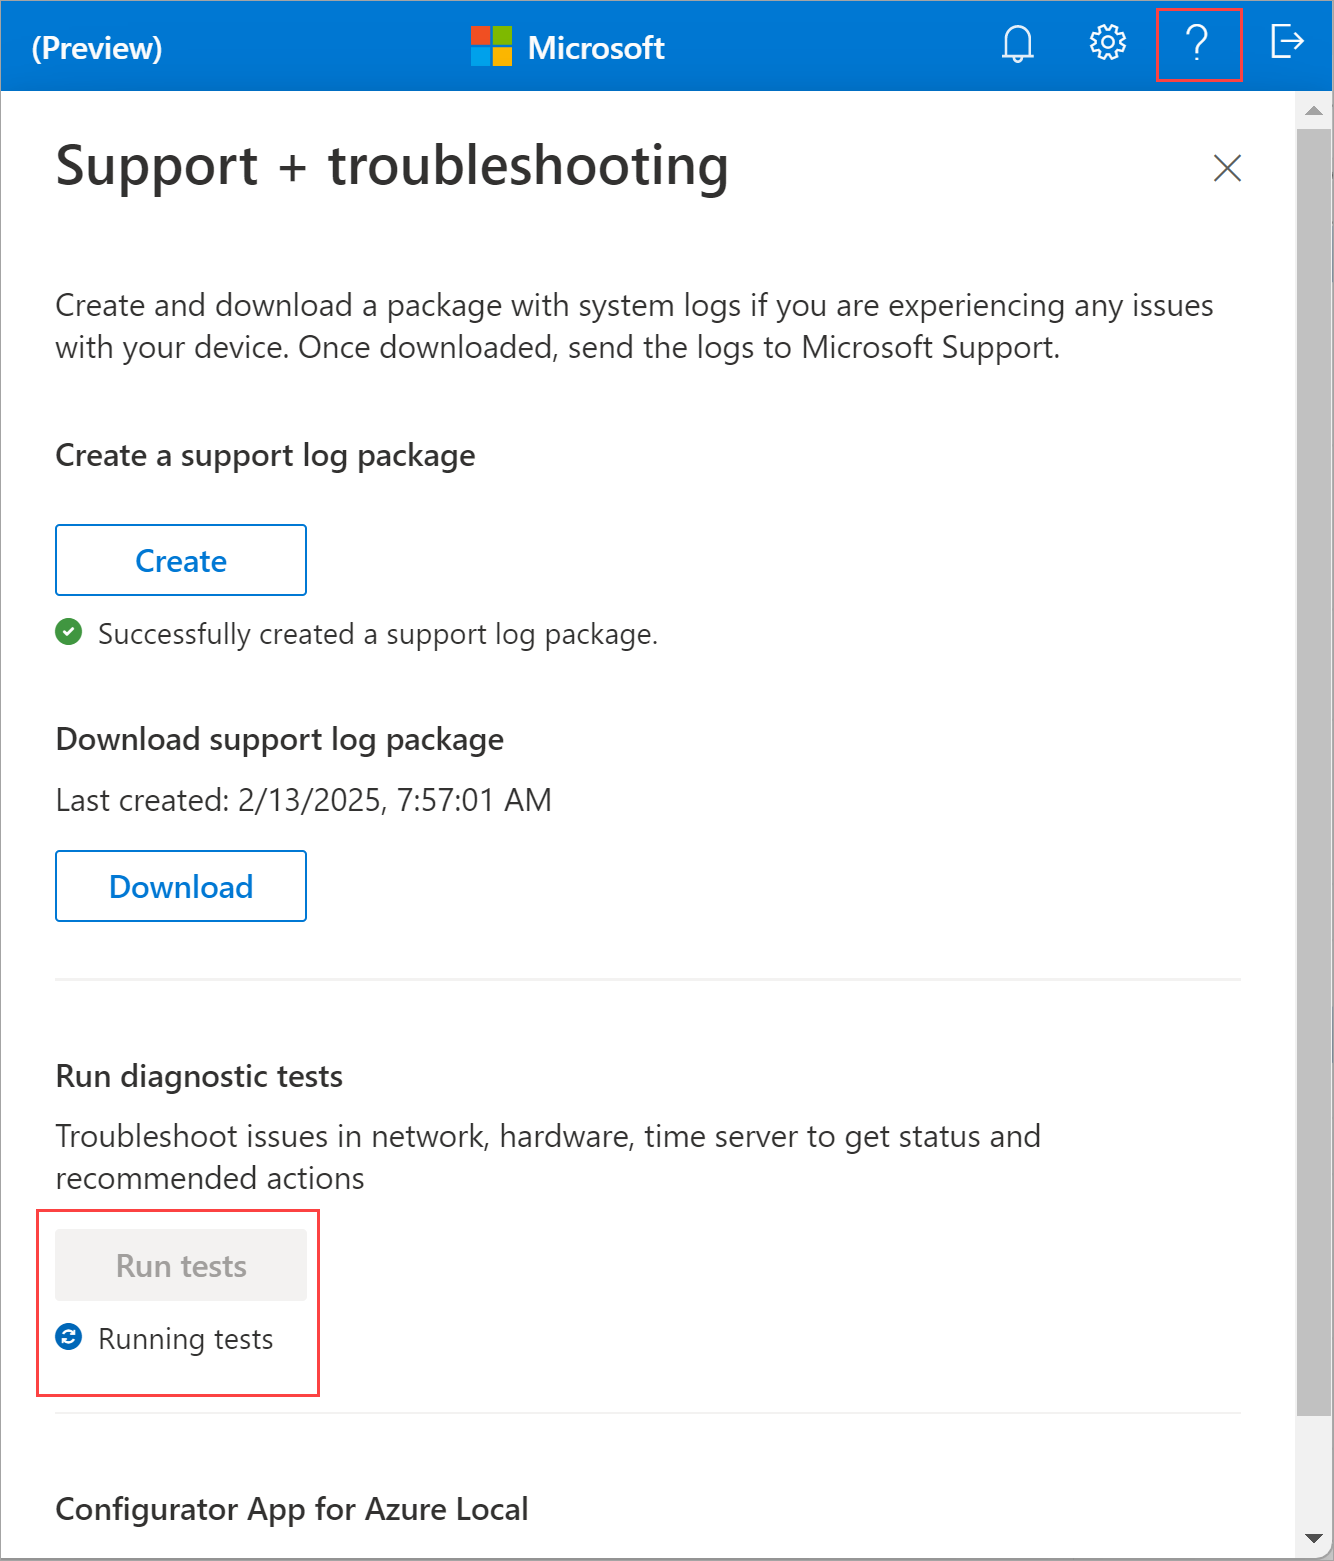 (Preview)
Microsoft
Support + troubleshooting
Create and download a package with system logs if you are experiencing any issues
with your device. Once downloaded, send the logs to Microsoft Support.
Create a support log package
Create
Successfully created a support log package.
Download support log package
Last created: 2/13/2025, 7:57:01 AM
Download
Run diagnostic tests
Troubleshoot issues in network, hardware, time server to get status and
recommended actions
Run tests
Running tests
Configurator App for Azure Local